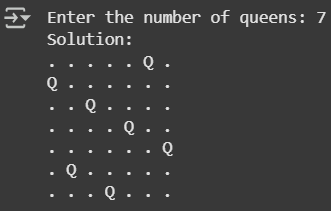 Enter the number of queens: 7
Solution:
. . . . . Q .
Q . . . . . .
. . Q . . . .
. . . . Q . .
. . . . . . Q
. Q . . . . .
. . . Q . . .